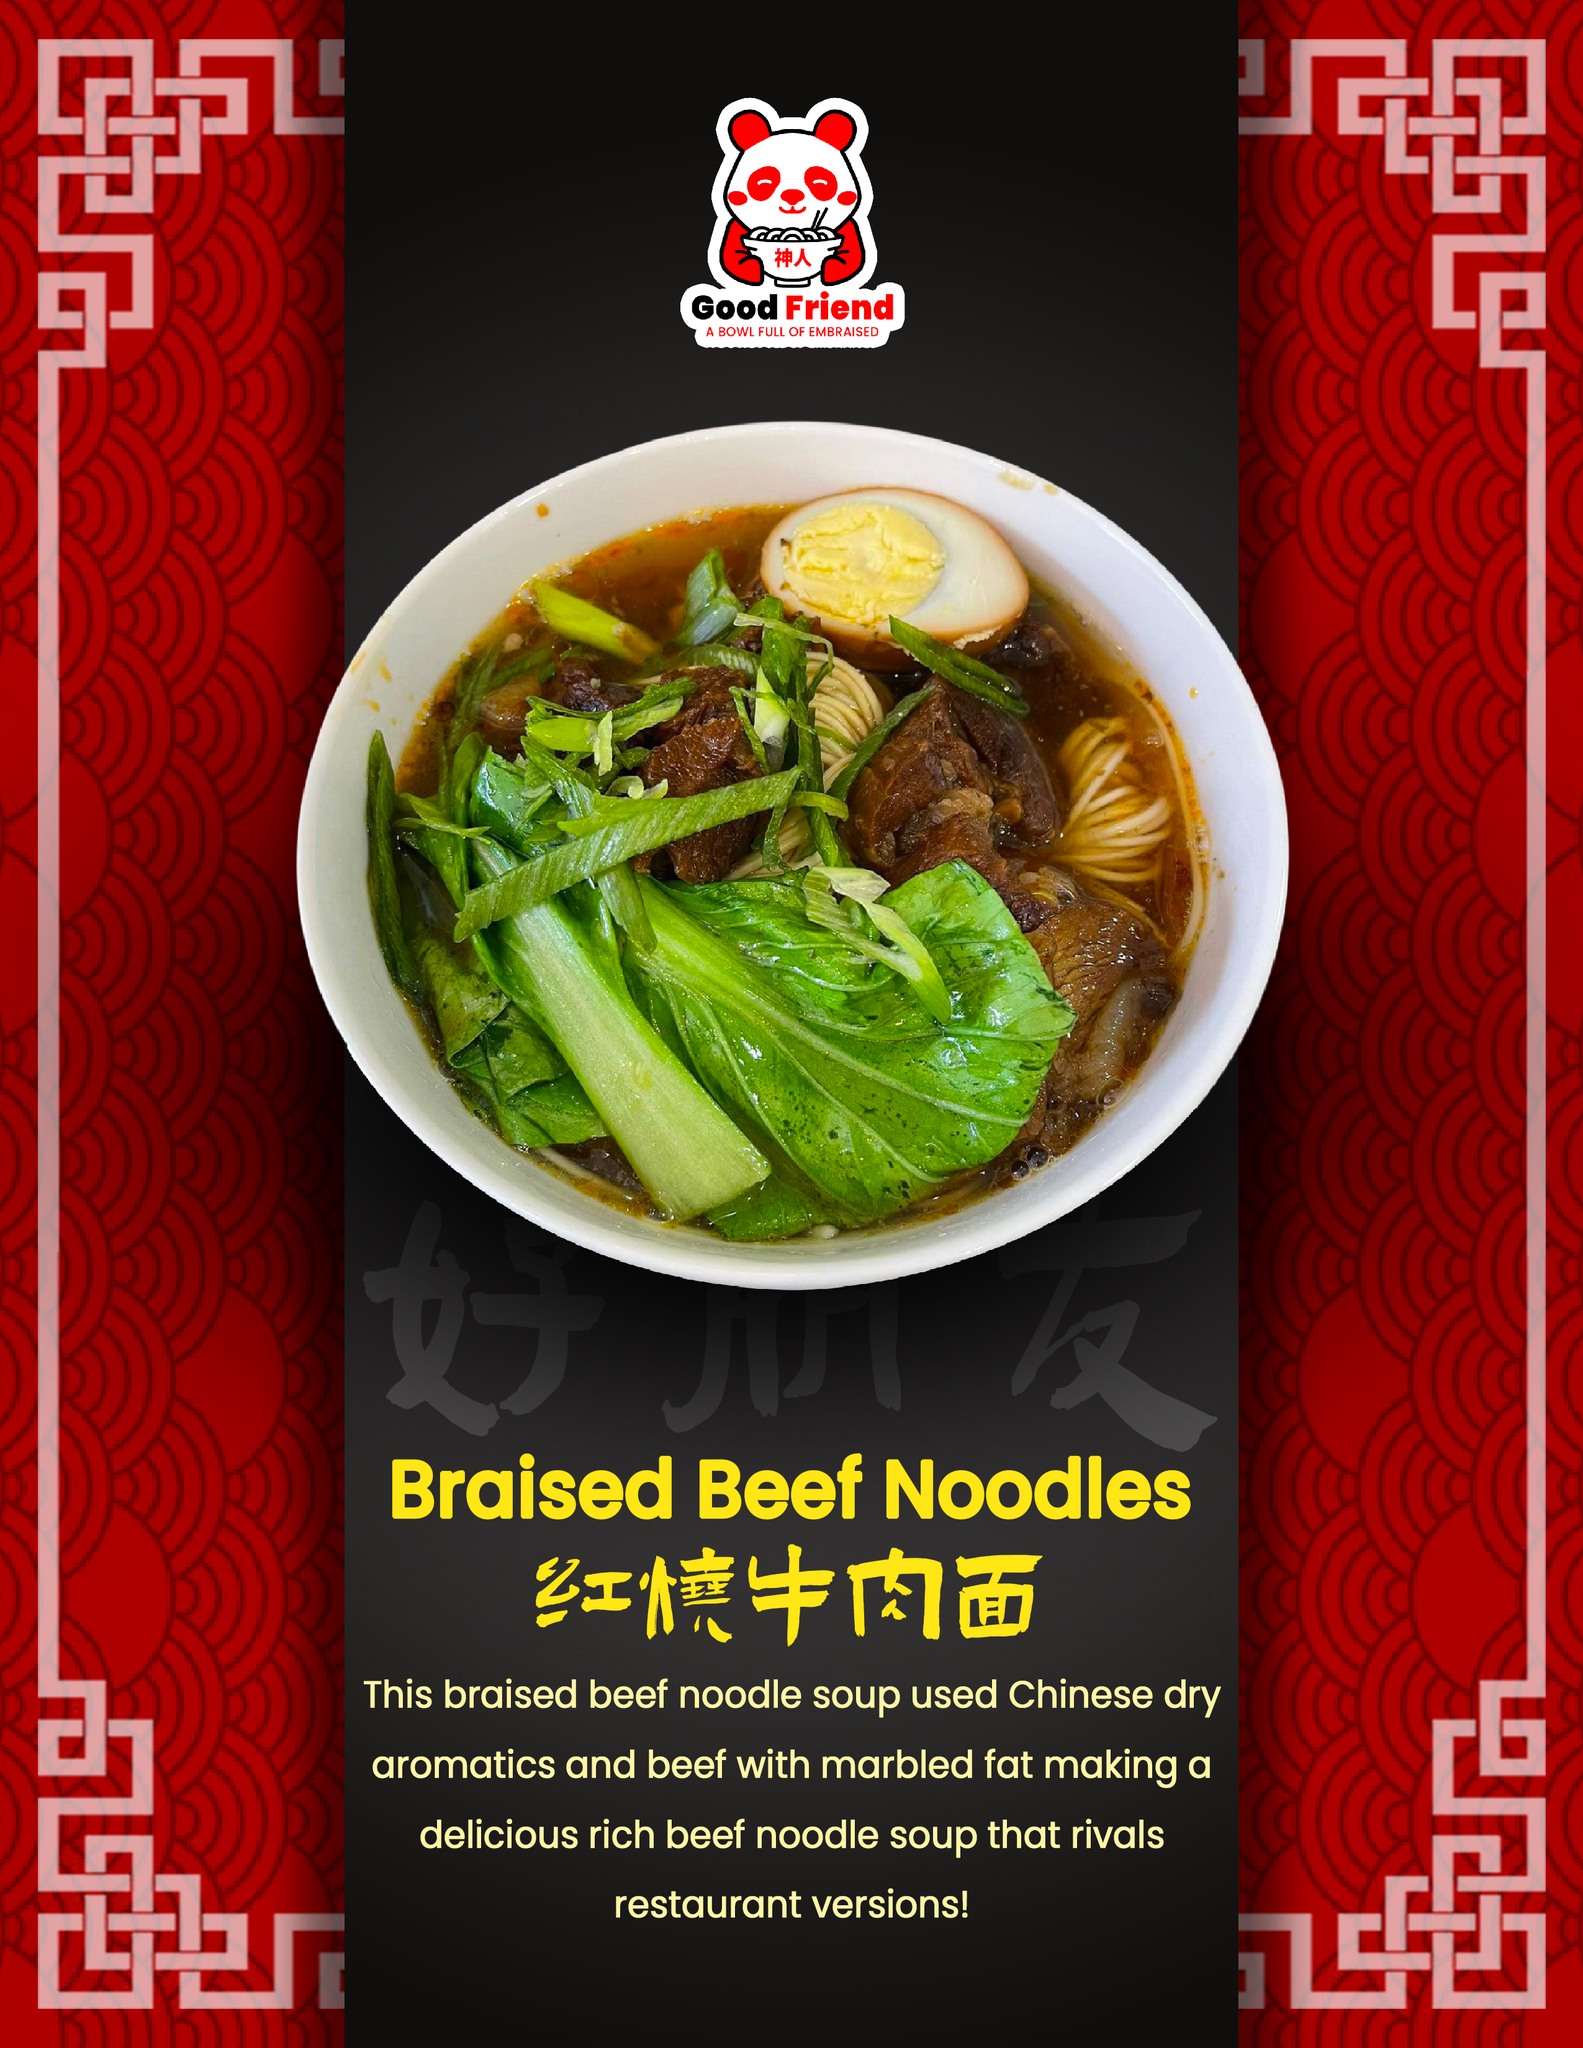 神人
Good Friend
A BOWL FULL OF EMBRAISED
好朋友
Braised Beef Noodles
红燒牛肉面
This braised beef noodle soup used Chinese dry
aromatics and beef with marbled fat making a
delicious rich beef noodle soup that rivals
restaurant versions!